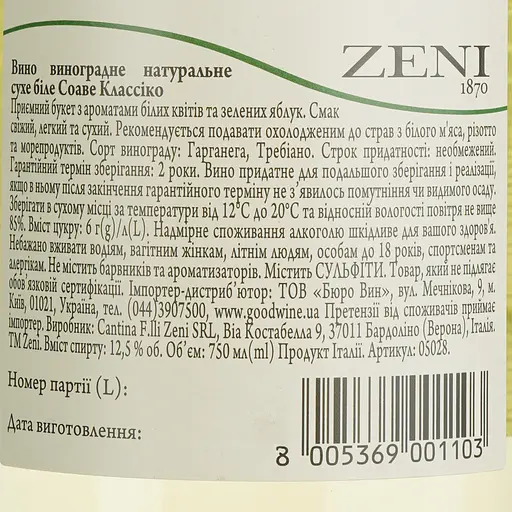 ZENI
1870
Вино виноградне натуральне
сухе біле Соаве Классіко
Приємний букет з ароматами білих квітів та зелених яблук. Смак
свіжий, легкий та сухий. Рекомендується подавати охолодженим до страв з білого м'яса, різотто
та морепродуктів. Сорт винограду: Гарганега, Требіано. Строк придатності: необмежений.
Гарантійний термін зберігання: 2 роки. Вино придатне для подальшого зберігання і реалізації,
якщо в ньому після закінчення гарантійного терміну не з'явилось помутніння чи видимого осаду.
Зберігати в сухому місці за температури від 12°C до 20°C та відносній вологості повітря не вище
85%. Вміст цукру: 6 г(g)/л(L). Надмірне споживання алкоголю шкідливе для вашого здоров'я.
Небажано вживати водіям, вагітним жінкам, літнім людям, особам до 18 років, спортсменам та
алергікам. Не містить барвників та ароматизаторів. Містить СУЛЬФІТИ. Товар, який не підлягає
обов'язковій сертифікації. Імпортер-дистриб'ютор: ТОВ «Бюро Вин», вул. Мечнікова, 9, м.
Київ, 01021, Україна, тел. (044)3907500, www.goodwine.ua Претензії від споживачів приймає
імпортер. Виробник: Cantina F.lli Zeni SRL, Віа Костабелла 9, 37011 Бардоліно (Верона), Італія.
ТМ Zeni. Вміст спирту: 12,5 % об. Об'єм: 750 мл(ml) Продукт Італії. Артикул: 05028.
Номер партії (L):
Дата виготовлення:
8 005369 001103